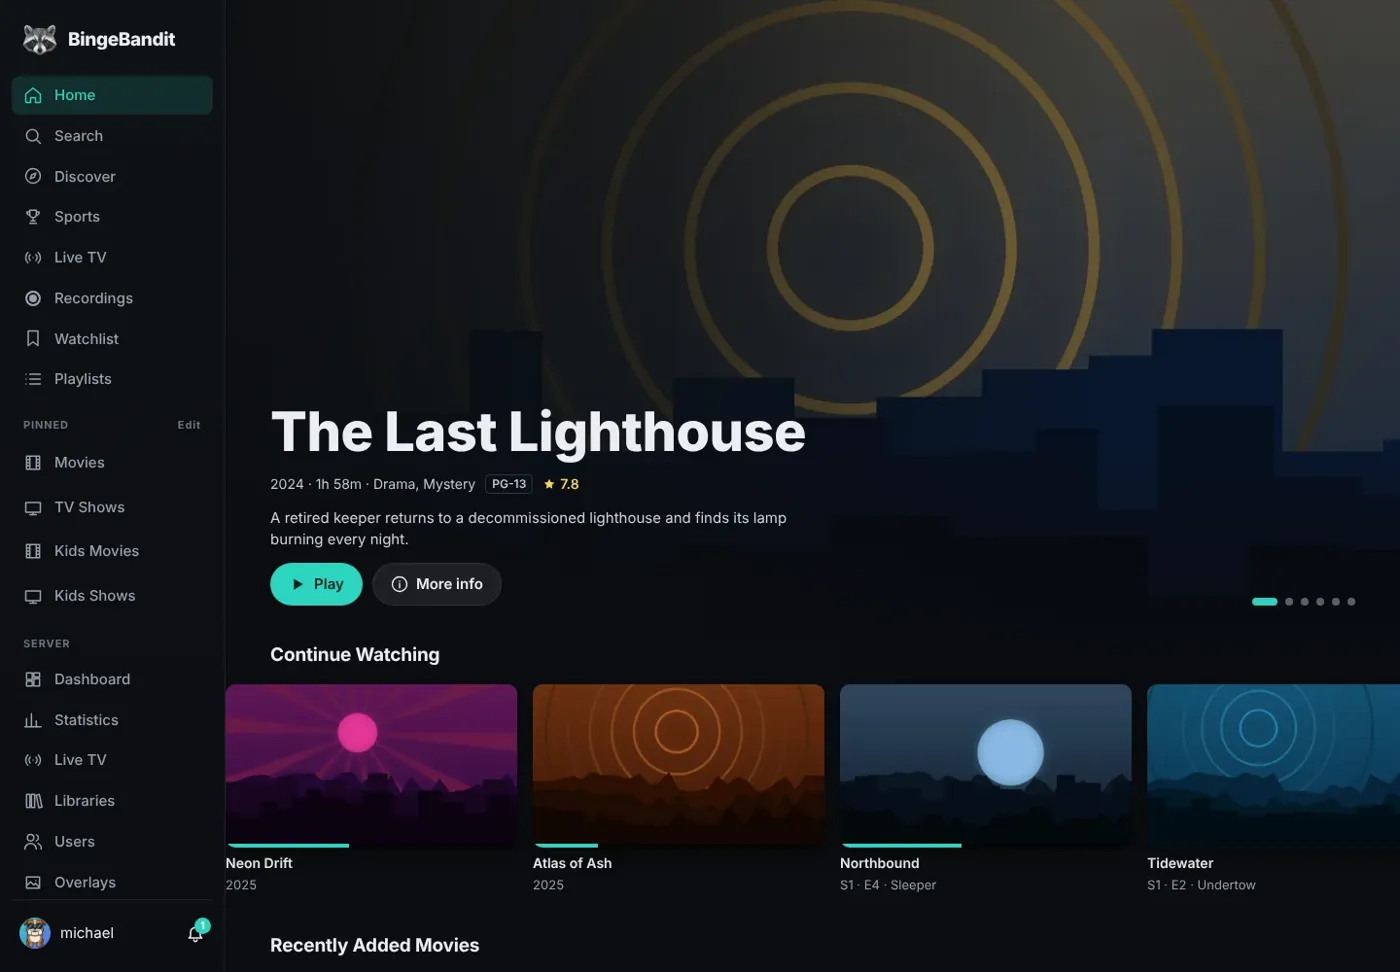 BingeBandit
Home
Search
Discover
Sports
Live TV
Recordings
Watchlist
Playlists
PINNED Edit
Movies
TV Shows
Kids Movies
Kids Shows
SERVER
Dashboard
Statistics
Live TV
Libraries
Users
Overlays
michael 1
The Last Lighthouse
2024 · 1h 58m · Drama, Mystery PG-13 ★ 7.8
A retired keeper returns to a decommissioned lighthouse and finds its lamp
burning every night.
Play More info
Continue Watching
Neon Drift
2025
Atlas of Ash
2025
Northbound
S1 · E4 · Sleeper
Tidewater
S1 · E2 · Undertow
Recently Added Movies